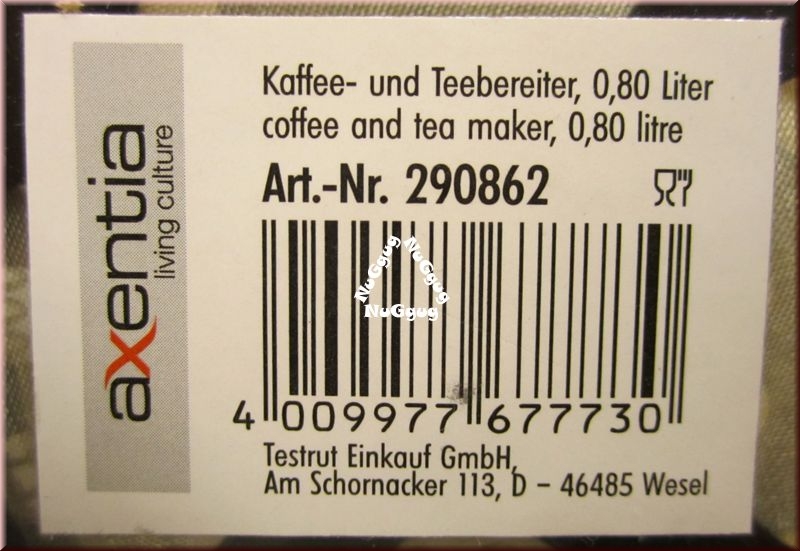 axentia
living culture
Kaffee- und Teebereiter, 0,80 Liter
coffee and tea maker, 0,80 litre
Art.-Nr. 290862
NuGgug NuGgug
NuGgug
4 009977 677730
Testrut Einkauf GmbH,
Am Schornacker 113, D – 46485 Wesel